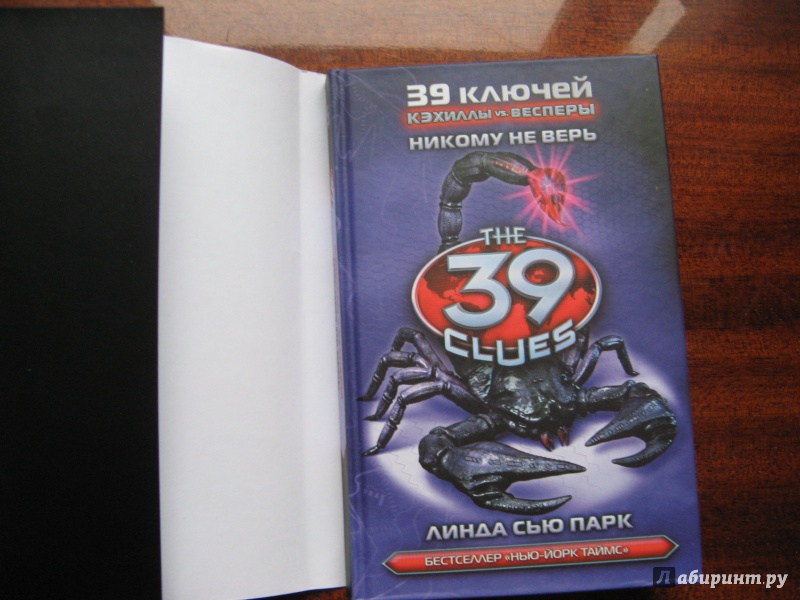 39 ключей
КЭХИЛЛЫ vs. ВЕСПЕРЫ
НИКОМУ НЕ ВЕРЬ
THE
39
CLUES
ЛИНДА СЬЮ ПАРК
БЕСТСЕЛЛЕР «НЬЮ-ЙОРК ТАЙМС»
Лабиринт.ру